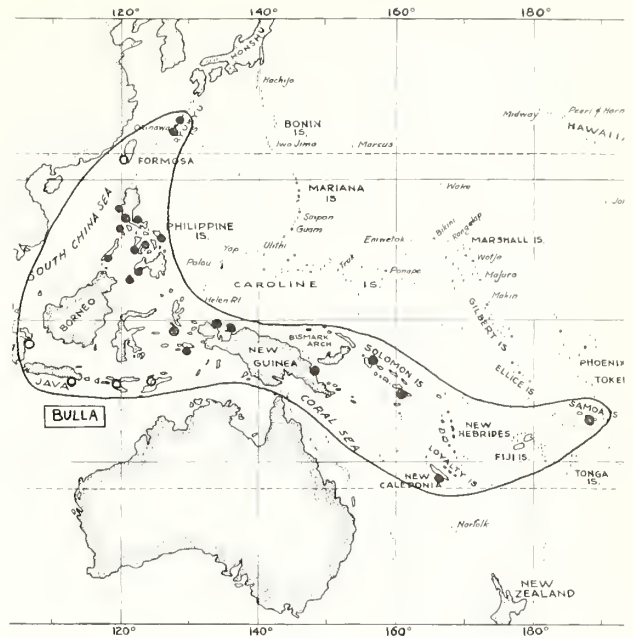 120°
140°
160°
180°
HONSHU
Hachijo
BONIN
IS.
Iwo Jima
Marcus
Midway
HAWAII
Okinawa
FORMOSA
Wake
MARIANA
IS
Saipan
Guam
SOUTH CHINA SEA
PHILIPPINE
IS.
Yap
Ulithi
Palau
Truk
Eniwetok
Ponape
Bikini
Rongelap
MARSHALL IS.
Wotje
Majuro
Makin
CAROLINE IS.
Helen Rf
GILBERT IS
BORNEO
BISMARK
ARCH
NEW
GUINEA
SOLOMON IS
ELLICE IS.
PHOENIX
JAVA
BULLA
CORAL SEA
SAMOA IS
NEW
HEBRIDES
FIJI IS.
LOYALTY IS
NEW
CALEDONIA
TONGA
IS.
Norfolk
NEW
ZEALAND
120°
140°
160°
180°